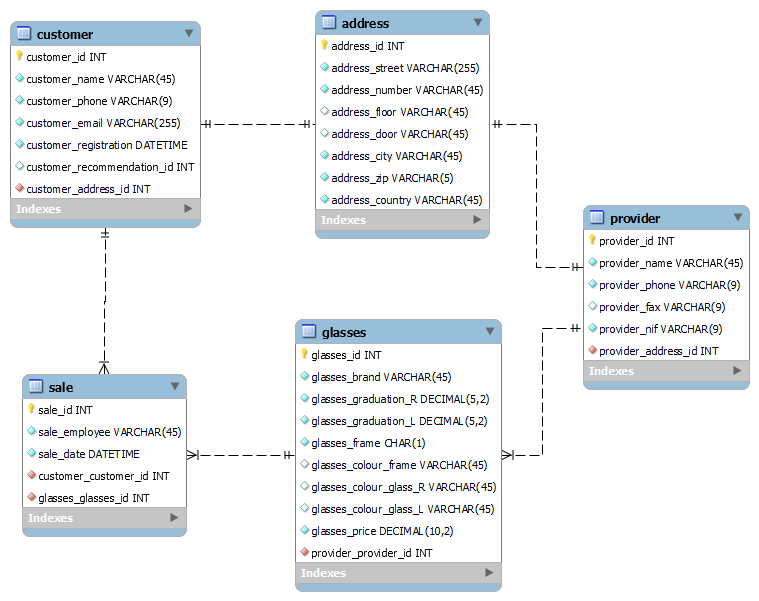 customer
customer_id INT
customer_name VARCHAR(45)
customer_phone VARCHAR(9)
customer_email VARCHAR(255)
customer_registration DATETIME
customer_recommendation_id INT
customer_address_id INT
Indexes
address
address_id INT
address_street VARCHAR(255)
address_number VARCHAR(45)
address_floor VARCHAR(45)
address_door VARCHAR(45)
address_city VARCHAR(45)
address_zip VARCHAR(5)
address_country VARCHAR(45)
Indexes
provider
provider_id INT
provider_name VARCHAR(45)
provider_phone VARCHAR(9)
provider_fax VARCHAR(9)
provider_nif VARCHAR(9)
provider_address_id INT
Indexes
glasses
glasses_id INT
glasses_brand VARCHAR(45)
glasses_graduation_R DECIMAL(5,2)
glasses_graduation_L DECIMAL(5,2)
glasses_frame CHAR(1)
glasses_colour_frame VARCHAR(45)
glasses_colour_glass_R VARCHAR(45)
glasses_colour_glass_L VARCHAR(45)
glasses_price DECIMAL(10,2)
provider_provider_id INT
Indexes
sale
sale_id INT
sale_employee VARCHAR(45)
sale_date DATETIME
customer_customer_id INT
glasses_glasses_id INT
Indexes